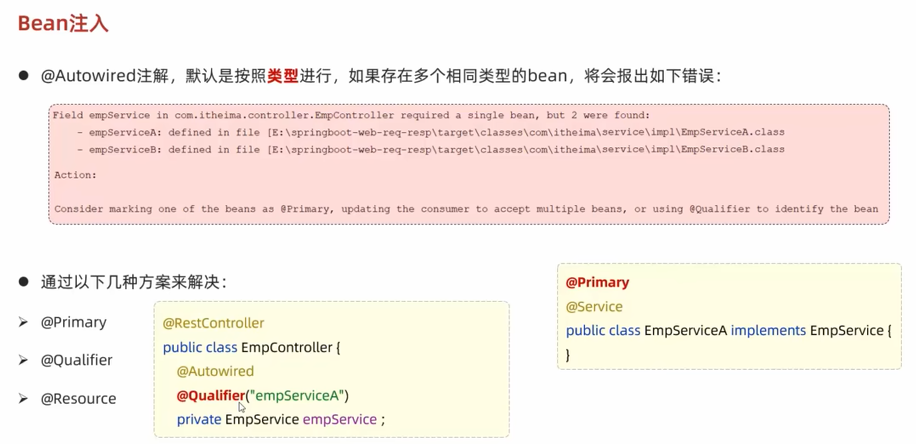 Bean注入
● @Autowired注解，默认是按照类型进行，如果存在多个相同类型的bean，将会报出如下错误：
Field empService in com.itheima.controller.EmpController required a single bean, but 2 were found:
- empServiceA: defined in file [E:\springboot-web-req-resp\target\classes\com\itheima\service\impl\EmpServiceA.class
- empServiceB: defined in file [E:\springboot-web-req-resp\target\classes\com\itheima\service\impl\EmpServiceB.class
Action:
Consider marking one of the beans as @Primary, updating the consumer to accept multiple beans, or using @Qualifier to identify the bean
● 通过以下几种方案来解决：
➢ @Primary
➢ @Qualifier
➢ @Resource
@RestController
public class EmpController {
@Autowired
@Qualifier("empServiceA")
private EmpService empService ;
@Primary
@Service
public class EmpServiceA implements EmpService {
}